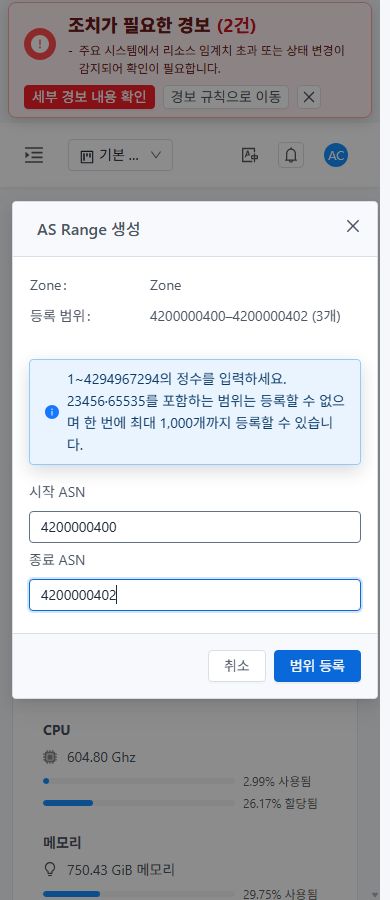 조치가 필요한 경보 (2건)
- 주요 시스템에서 리소스 임계치 초과 또는 상태 변경이
감지되어 확인이 필요합니다.
세부 경보 내용 확인
경보 규칙으로 이동
기본 ...
AC
AS Range 생성
Zone:
Zone
등록 범위:
4200000400–4200000402 (3개)
1~4294967294의 정수를 입력하세요.
23456·65535를 포함하는 범위는 등록할 수 없으
며 한 번에 최대 1,000개까지 등록할 수 있습니
다.
시작 ASN
4200000400
종료 ASN
4200000402
취소
범위 등록
CPU
604.80 Ghz
2.99% 사용됨
26.17% 할당됨
메모리
750.43 GiB 메모리
29.75% 사용됨